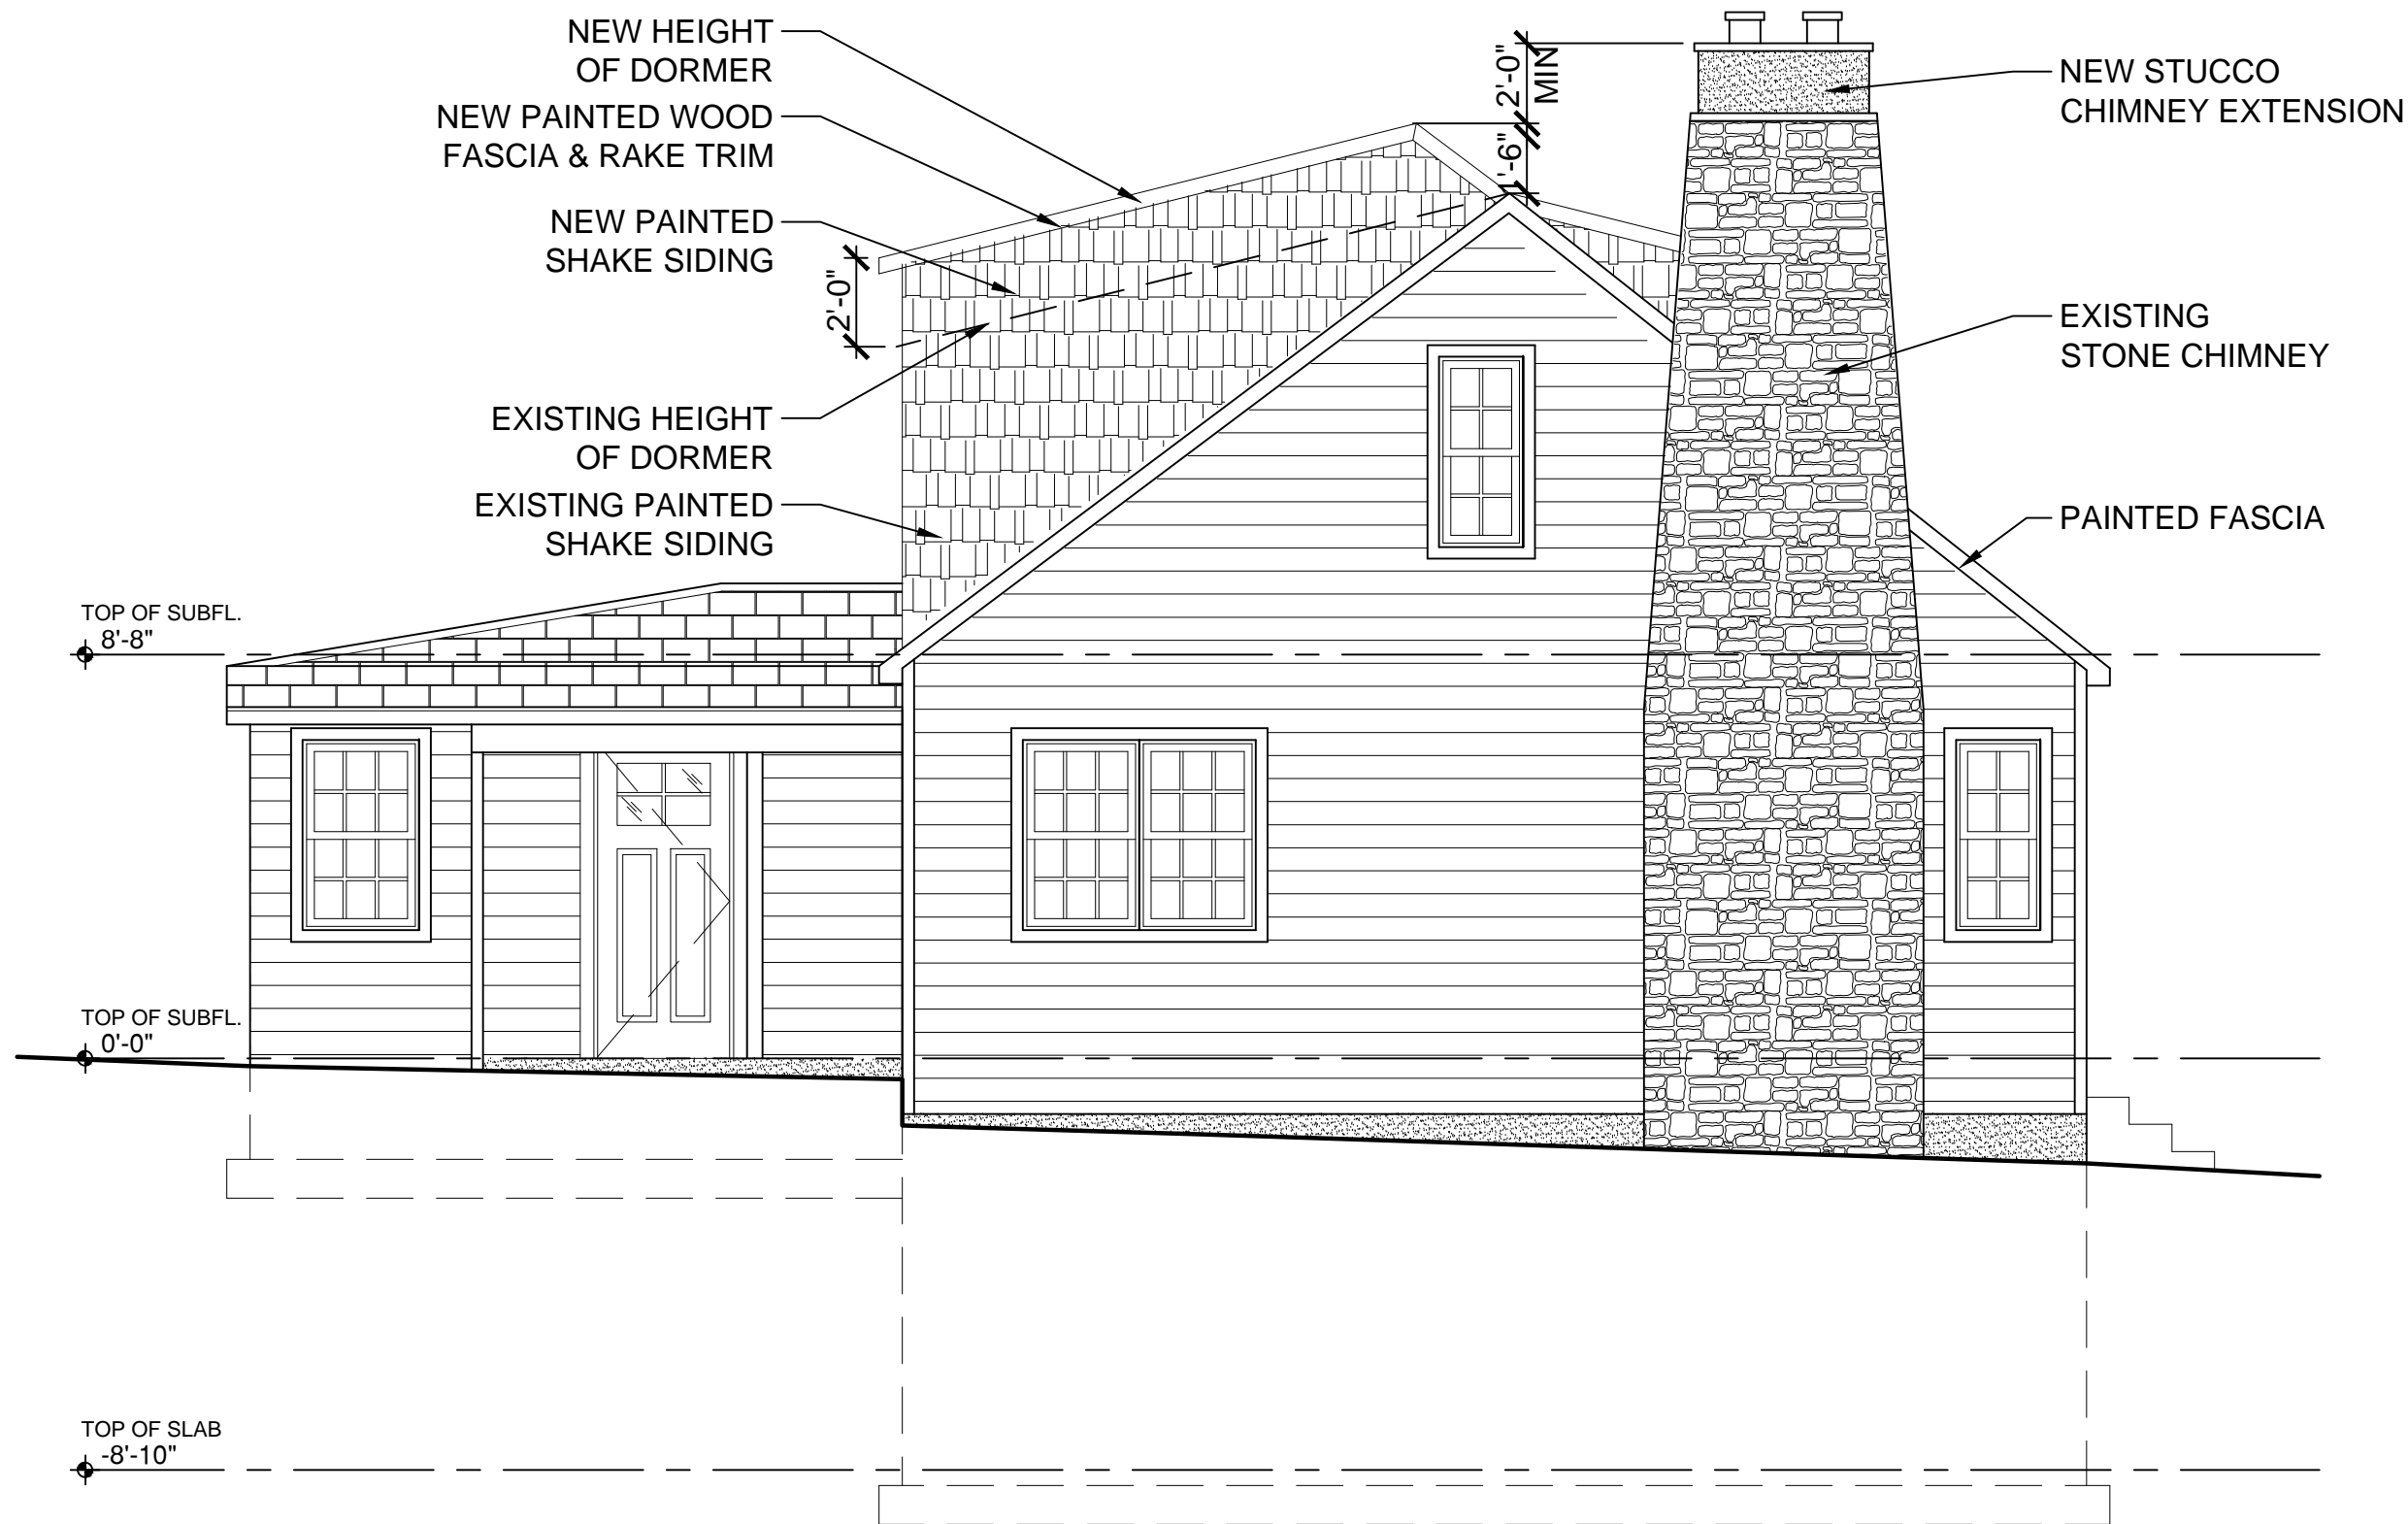 NEW HEIGHT
OF DORMER
NEW PAINTED WOOD
FASCIA & RAKE TRIM
NEW PAINTED
SHAKE SIDING
2'-0"
EXISTING HEIGHT
OF DORMER
EXISTING PAINTED
SHAKE SIDING
2'-0"
MIN
1'-6"
NEW STUCCO
CHIMNEY EXTENSION
EXISTING
STONE CHIMNEY
PAINTED FASCIA
TOP OF SUBFL.
8'-8"
TOP OF SUBFL.
0'-0"
TOP OF SLAB
-8'-10"